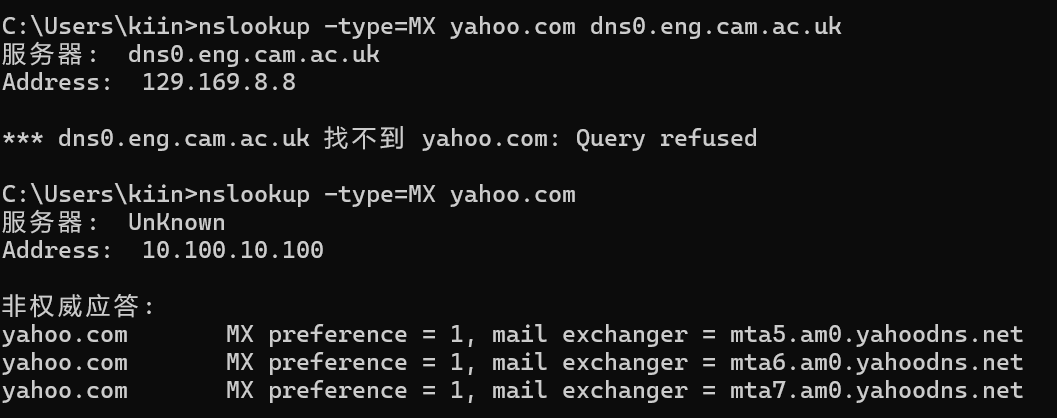 C:\Users\kiin>nslookup -type=MX yahoo.com dns0.eng.cam.ac.uk
服务器:  dns0.eng.cam.ac.uk
Address:  129.169.8.8
*** dns0.eng.cam.ac.uk 找不到 yahoo.com: Query refused
C:\Users\kiin>nslookup -type=MX yahoo.com
服务器:  UnKnown
Address:  10.100.10.100
非权威应答:
yahoo.com       MX preference = 1, mail exchanger = mta5.am0.yahoodns.net
yahoo.com       MX preference = 1, mail exchanger = mta6.am0.yahoodns.net
yahoo.com       MX preference = 1, mail exchanger = mta7.am0.yahoodns.net